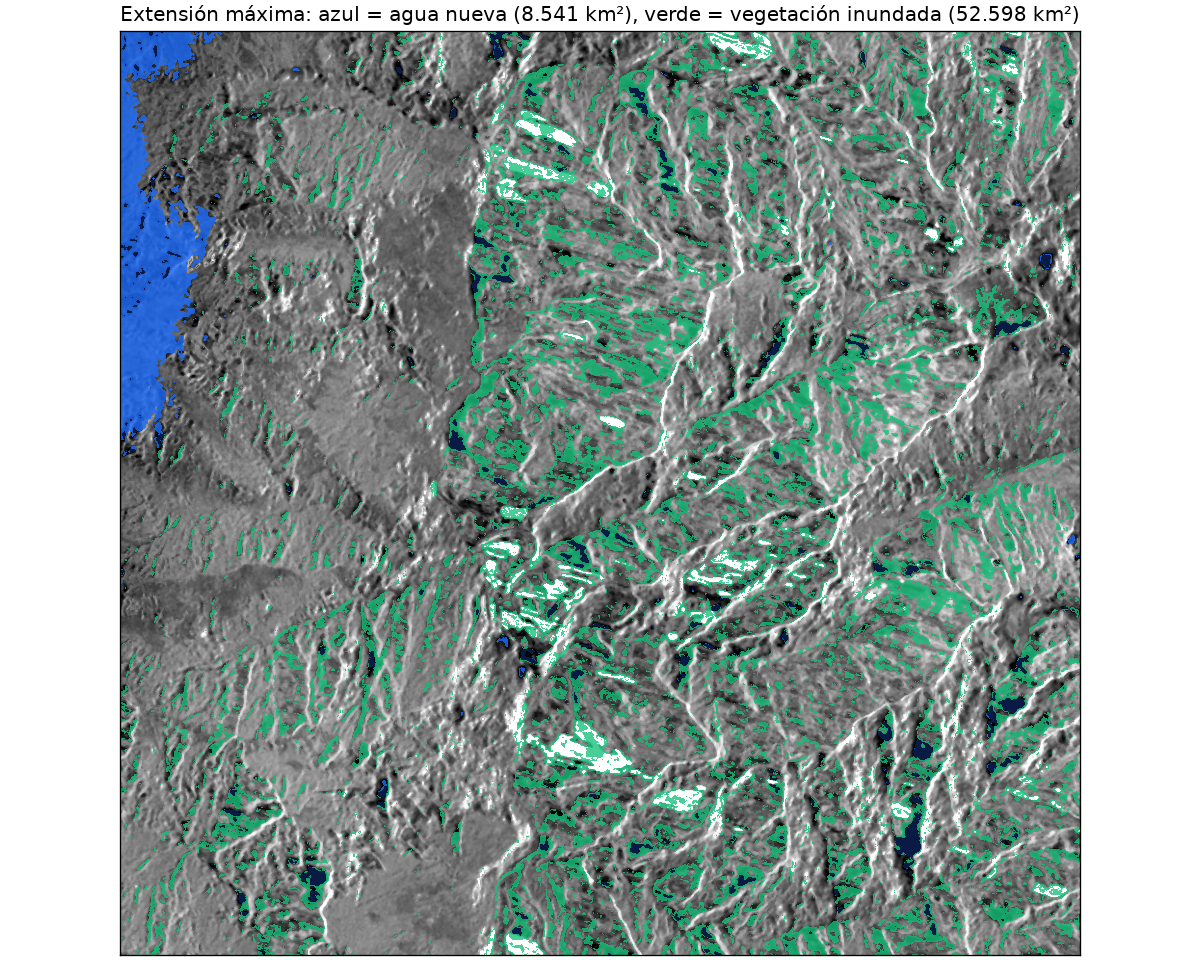 Extensión máxima: azul = agua nueva (8.541 km²), verde = vegetación inundada (52.598 km²)